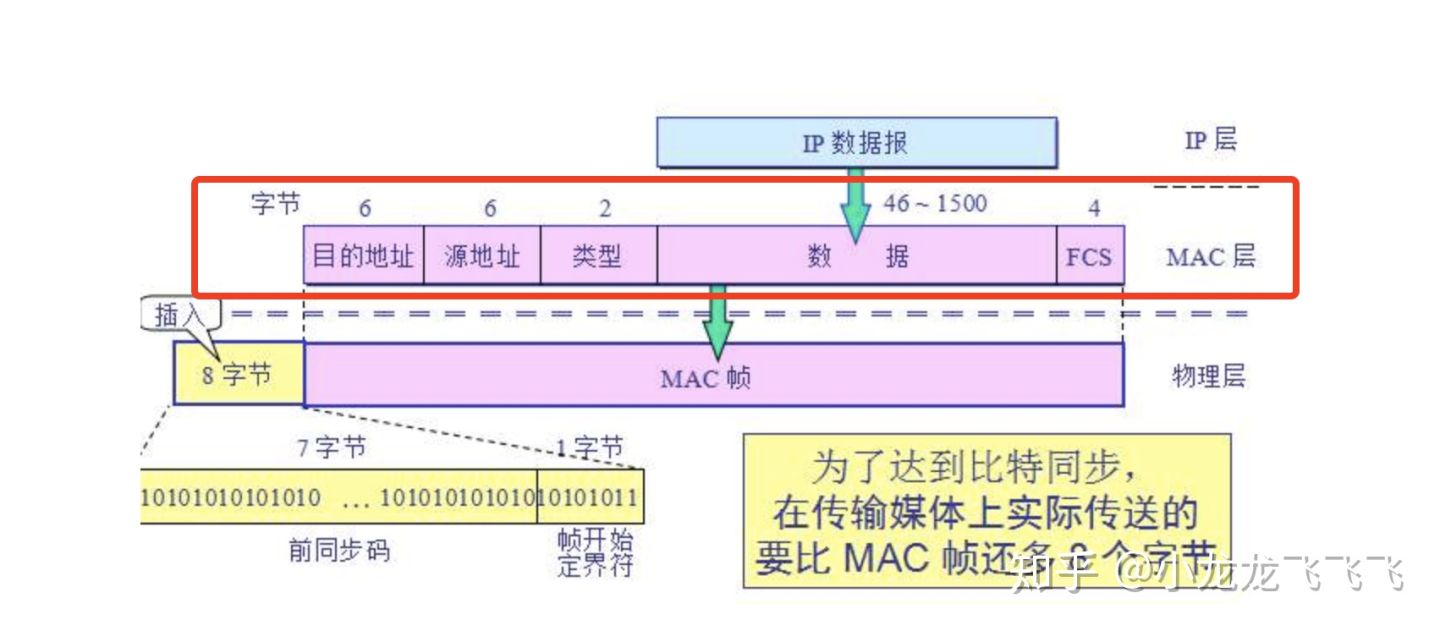 IP 数据报
IP 层
字节 6 6 2 46~1500 4
目的地址 源地址 类型 数 据 FCS MAC 层
插入
8 字节 MAC 帧 物理层
7 字节 1 字节
10101010101010 ... 101010101010 10101011
前同步码 帧开始
定界符
为了达到比特同步,
在传输媒体上实际传送的
要比 MAC 帧还多 8 个字节
知乎 @小龙龙飞飞飞